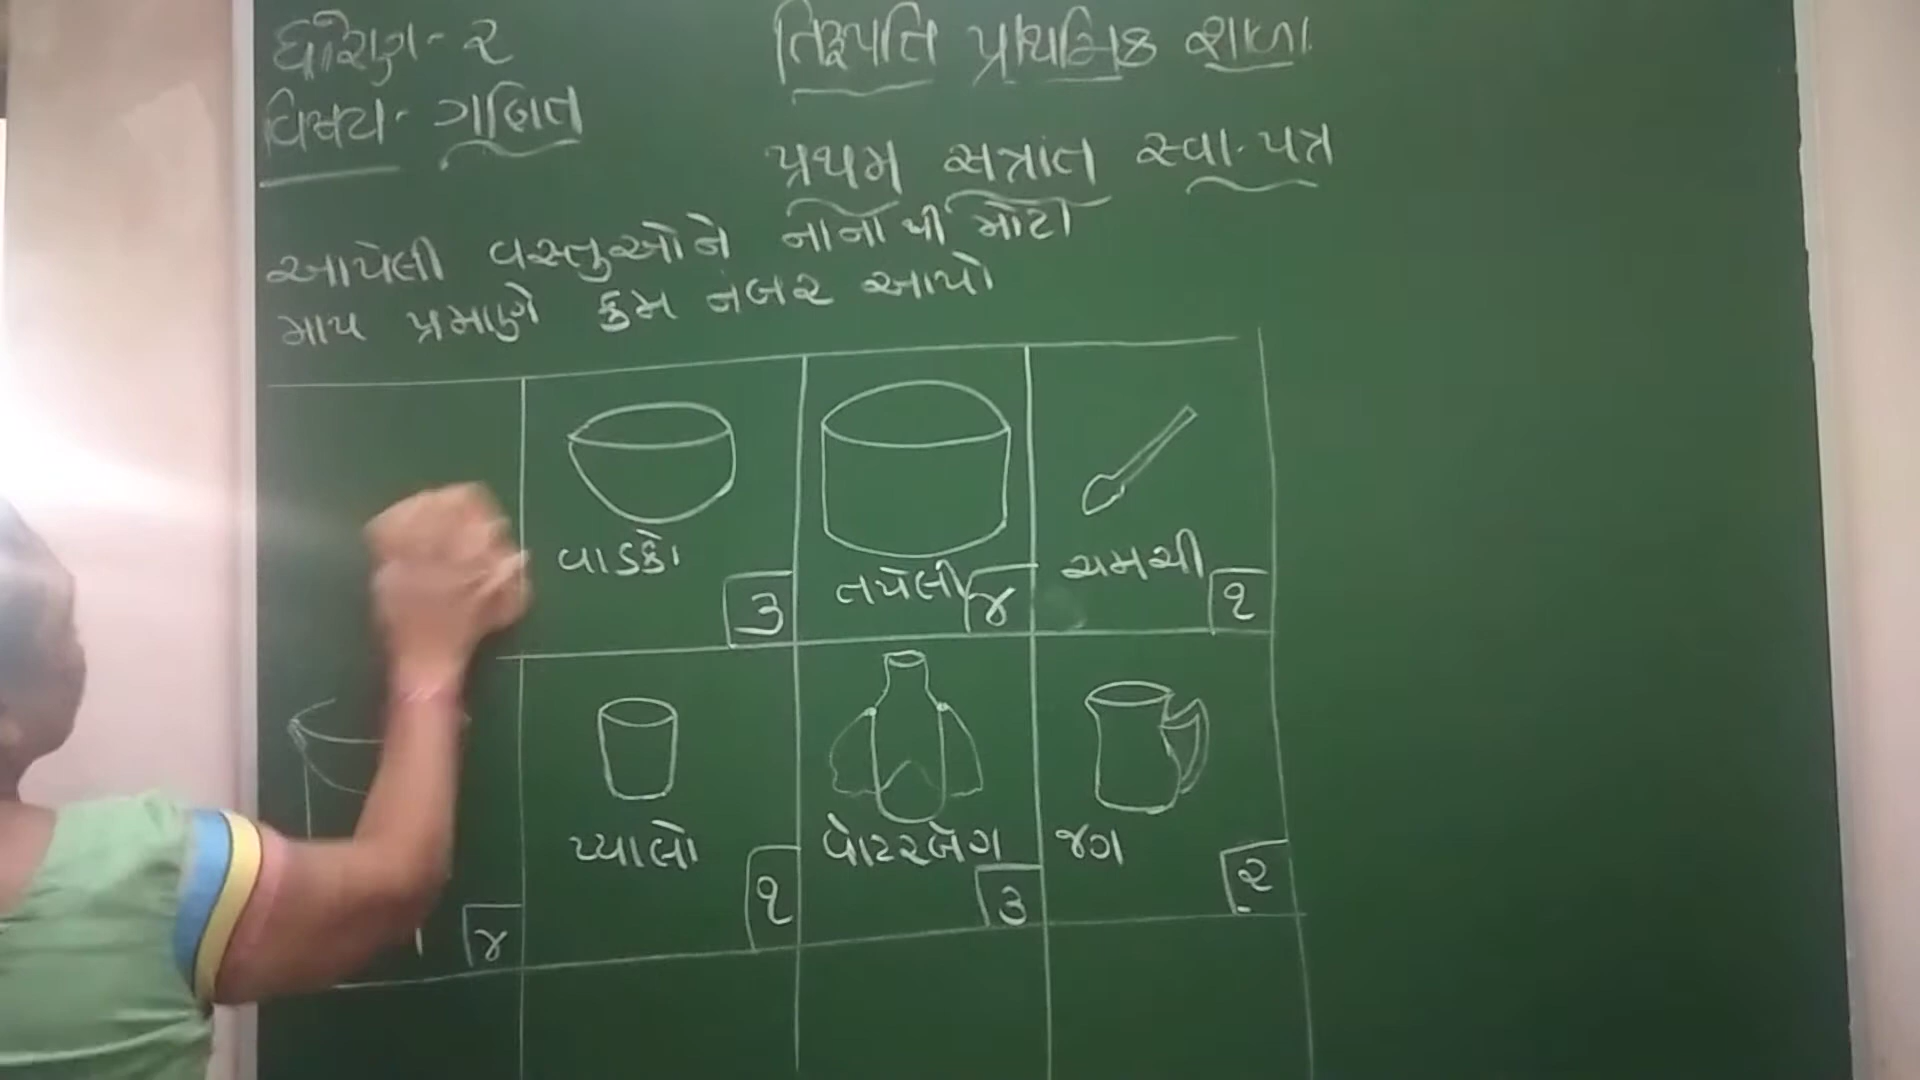 ધોરણ- ૨
તિરૂપતિ પ્રાથમિક શાળા
વિષય- ગણિત
પ્રથમ સત્રાંત સ્વા. પત્ર
આપેલી વસ્તુઓને નાનાથી મોટા
માપ પ્રમાણે ક્રમ નંબર આપો
વાડકો ૩
તપેલી ૪
ચમચી ૧
૪
પ્યાલો ૧
વોટરબેગ ૩
જગ ૨